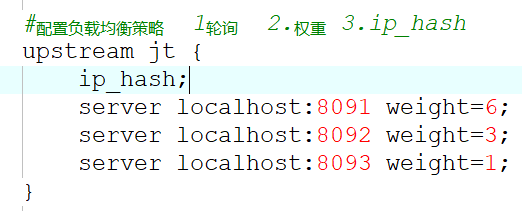 #配置负载均衡策略 1轮询 2.权重 3.ip_hash
upstream jt {
ip_hash;
server localhost:8091 weight=6;
server localhost:8092 weight=3;
server localhost:8093 weight=1;
}